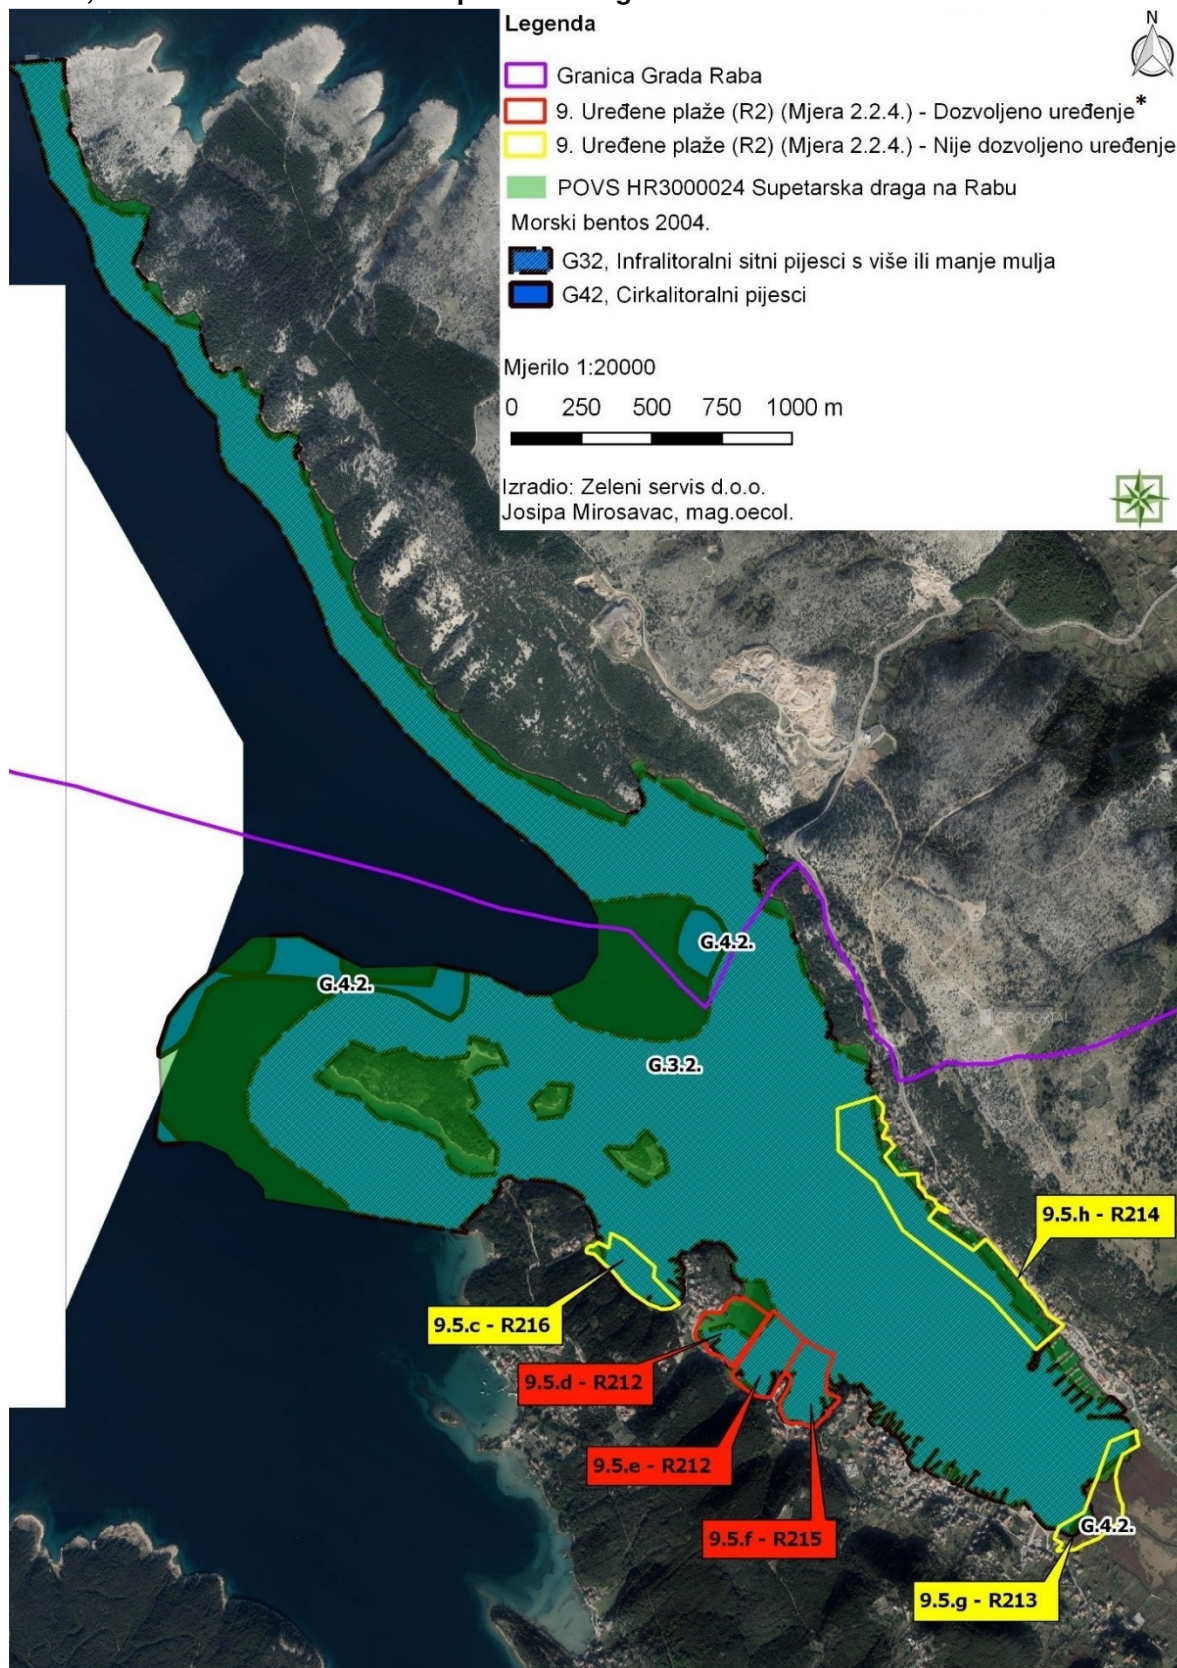 Legenda
N
Granica Grada Raba
9. Uređene plaže (R2) (Mjera 2.2.4.) - Dozvoljeno uređenje*
9. Uređene plaže (R2) (Mjera 2.2.4.) - Nije dozvoljeno uređenje
POVS HR3000024 Supetarska draga na Rabu
Morski bentos 2004.
G32, Infralitoralni sitni pijesci s više ili manje mulja
G42, Cirkalitoralni pijesci
Mjerilo 1:20000
0 250 500 750 1000 m
Izradio: Zeleni servis d.o.o.
Josipa Mirosavac, mag.oecol.
G.4.2.
G.4.2.
GEOPORTAL
G.3.2.
9.5.h - R214
9.5.c - R216
9.5.d - R212
9.5.e - R212
9.5.f - R215
G.4.2.
9.5.g - R213